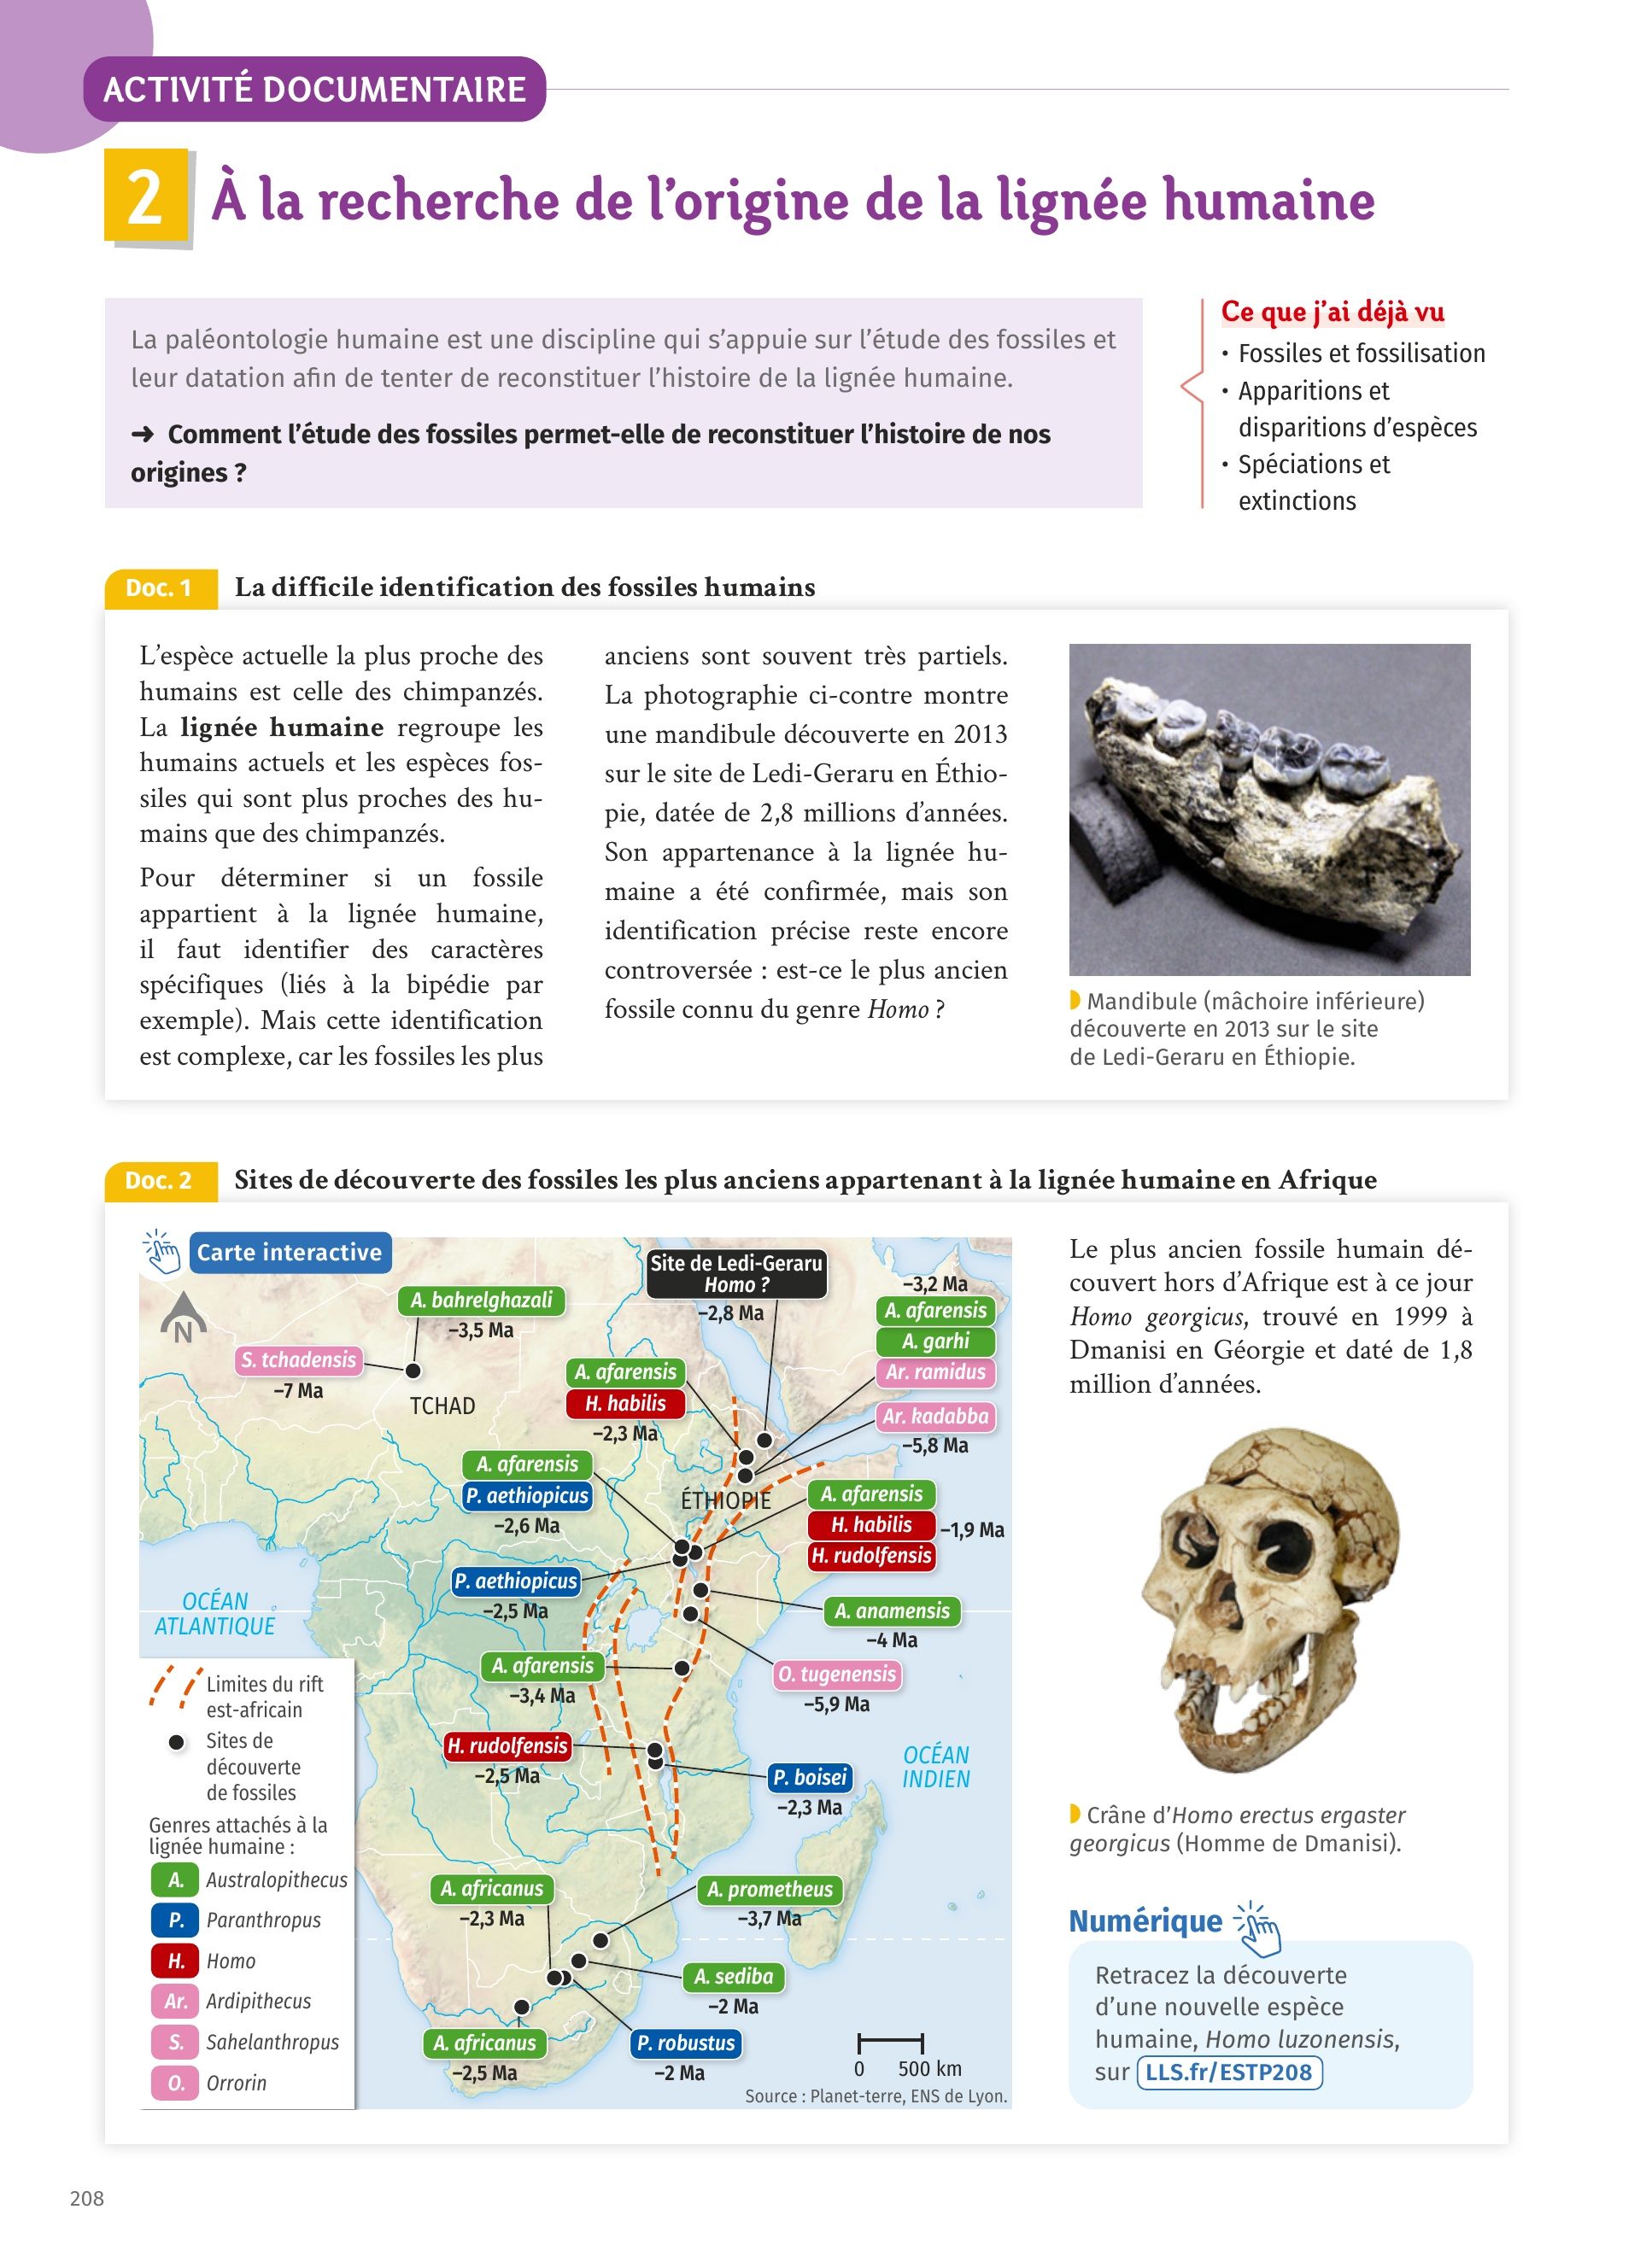 ACTIVITÉ DOCUMENTAIRE
2
À la recherche de l'origine de la lignée humaine
La paléontologie humaine est une discipline qui s'appuie sur l'étude des fossiles et
leur datation afin de tenter de reconstituer l'histoire de la lignée humaine.
➜ Comment l'étude des fossiles permet-elle de reconstituer l'histoire de nos
origines ?
Ce que j'ai déjà vu
• Fossiles et fossilisation
• Apparitions et
disparitions d'espèces
• Spéciations et
extinctions
Doc. 1
La difficile identification des fossiles humains
L'espèce actuelle la plus proche des
humains est celle des chimpanzés.
La lignée humaine regroupe les
humains actuels et les espèces fos-
siles qui sont plus proches des hu-
mains que des chimpanzés.
Pour déterminer si un fossile
appartient à la lignée humaine,
il faut identifier des caractères
spécifiques (liés à la bipédie par
exemple). Mais cette identification
est complexe, car les fossiles les plus
anciens sont souvent très partiels.
La photographie ci-contre montre
une mandibule découverte en 2013
sur le site de Ledi-Geraru en Éthio-
pie, datée de 2,8 millions d'années.
Son appartenance à la lignée hu-
maine a été confirmée, mais son
identification précise reste encore
controversée : est-ce le plus ancien
fossile connu du genre Homo ?
Mandibule (mâchoire inférieure)
découverte en 2013 sur le site
de Ledi-Geraru en Éthiopie.
Doc. 2
Sites de découverte des fossiles les plus anciens appartenant à la lignée humaine en Afrique
Carte interactive
N
Site de Ledi-Geraru
Homo ?
–2,8 Ma
–3,2 Ma
A. afarensis
A. garhi
Ar. ramidus
Ar. kadabba
–5,8 Ma
A. bahrelghazali
–3,5 Ma
S. tchadensis
–7 Ma
TCHAD
A. afarensis
H. habilis
–2,3 Ma
A. afarensis
P. aethiopicus
–2,6 Ma
ÉTHIOPIE
A. afarensis
H. habilis
–1,9 Ma
H. rudolfensis
P. aethiopicus
–2,5 Ma
OCÉAN
ATLANTIQUE
A. anamensis
–4 Ma
A. afarensis
–3,4 Ma
O. tugenensis
–5,9 Ma
H. rudolfensis
–2,5 Ma
P. boisei
–2,3 Ma
OCÉAN
INDIEN
A. africanus
–2,3 Ma
A. prometheus
–3,7 Ma
A. sediba
–2 Ma
A. africanus
–2,5 Ma
P. robustus
–2 Ma
0 500 km
Source : Planet-terre, ENS de Lyon.
Limites du rift
est-africain
Sites de
découverte
de fossiles
Genres attachés à la
lignée humaine :
A. Australopithecus
P. Paranthropus
H. Homo
Ar. Ardipithecus
S. Sahelanthropus
O. Orrorin
Le plus ancien fossile humain dé-
couvert hors d'Afrique est à ce jour
Homo georgicus, trouvé en 1999 à
Dmanisi en Géorgie et daté de 1,8
million d'années.
Crâne d'Homo erectus ergaster
georgicus (Homme de Dmanisi).
Numérique
Retracez la découverte
d'une nouvelle espèce
humaine, Homo luzonensis,
sur LLS.fr/ESTP208
208